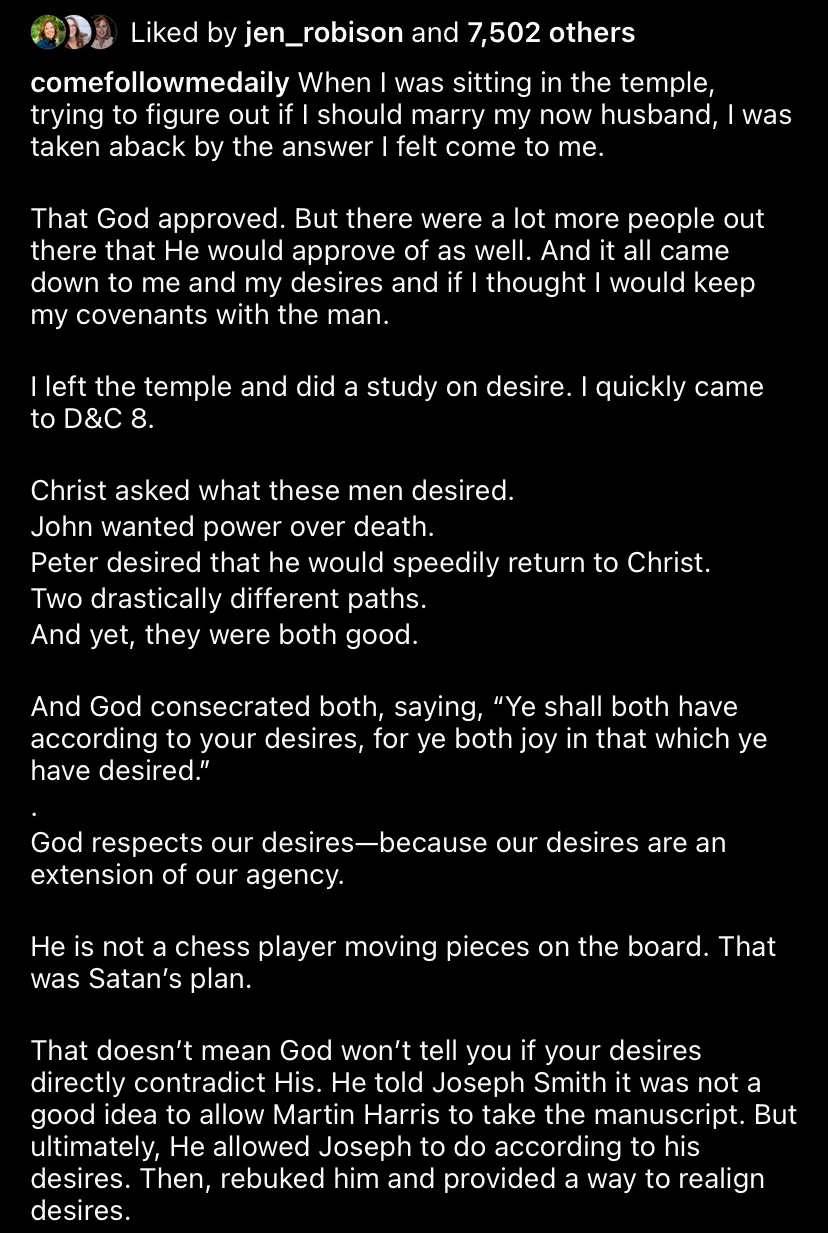 Liked by jen_robison and 7,502 others
comefollowmedaily When I was sitting in the temple,
trying to figure out if I should marry my now husband, I was
taken aback by the answer I felt come to me.
That God approved. But there were a lot more people out
there that He would approve of as well. And it all came
down to me and my desires and if I thought I would keep
my covenants with the man.
I left the temple and did a study on desire. I quickly came
to D&C 8.
Christ asked what these men desired.
John wanted power over death.
Peter desired that he would speedily return to Christ.
Two drastically different paths.
And yet, they were both good.
And God consecrated both, saying, “Ye shall both have
according to your desires, for ye both joy in that which ye
have desired.”
.
God respects our desires—because our desires are an
extension of our agency.
He is not a chess player moving pieces on the board. That
was Satan’s plan.
That doesn’t mean God won’t tell you if your desires
directly contradict His. He told Joseph Smith it was not a
good idea to allow Martin Harris to take the manuscript. But
ultimately, He allowed Joseph to do according to his
desires. Then, rebuked him and provided a way to realign
desires.